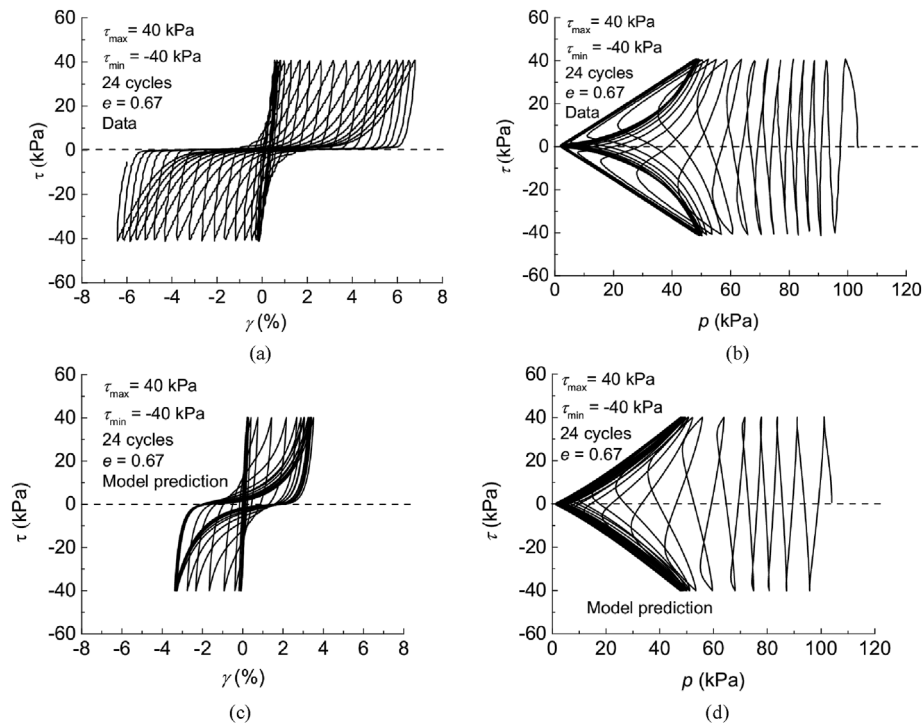 τmax = 40 kPa
τmin = -40 kPa
24 cycles
e = 0.67
Data
60
40
20
0
-20
-40
-60
τ (kPa)
-8 -6 -4 -2 0 2 4 6 8
γ (%)
(a)
τmax = 40 kPa
τmin = -40 kPa
24 cycles
e = 0.67
Data
60
40
20
0
-20
-40
-60
τ (kPa)
0 20 40 60 80 100 120
p (kPa)
(b)
τmax = 40 kPa
τmin = -40 kPa
24 cycles
e = 0.67
Model prediction
60
40
20
0
-20
-40
-60
τ (kPa)
-8 -6 -4 -2 0 2 4 6 8
γ (%)
(c)
τmax = 40 kPa
τmin = -40 kPa
24 cycles
e = 0.67
Model prediction
60
40
20
0
-20
-40
-60
τ (kPa)
0 20 40 60 80 100 120
p (kPa)
(d)